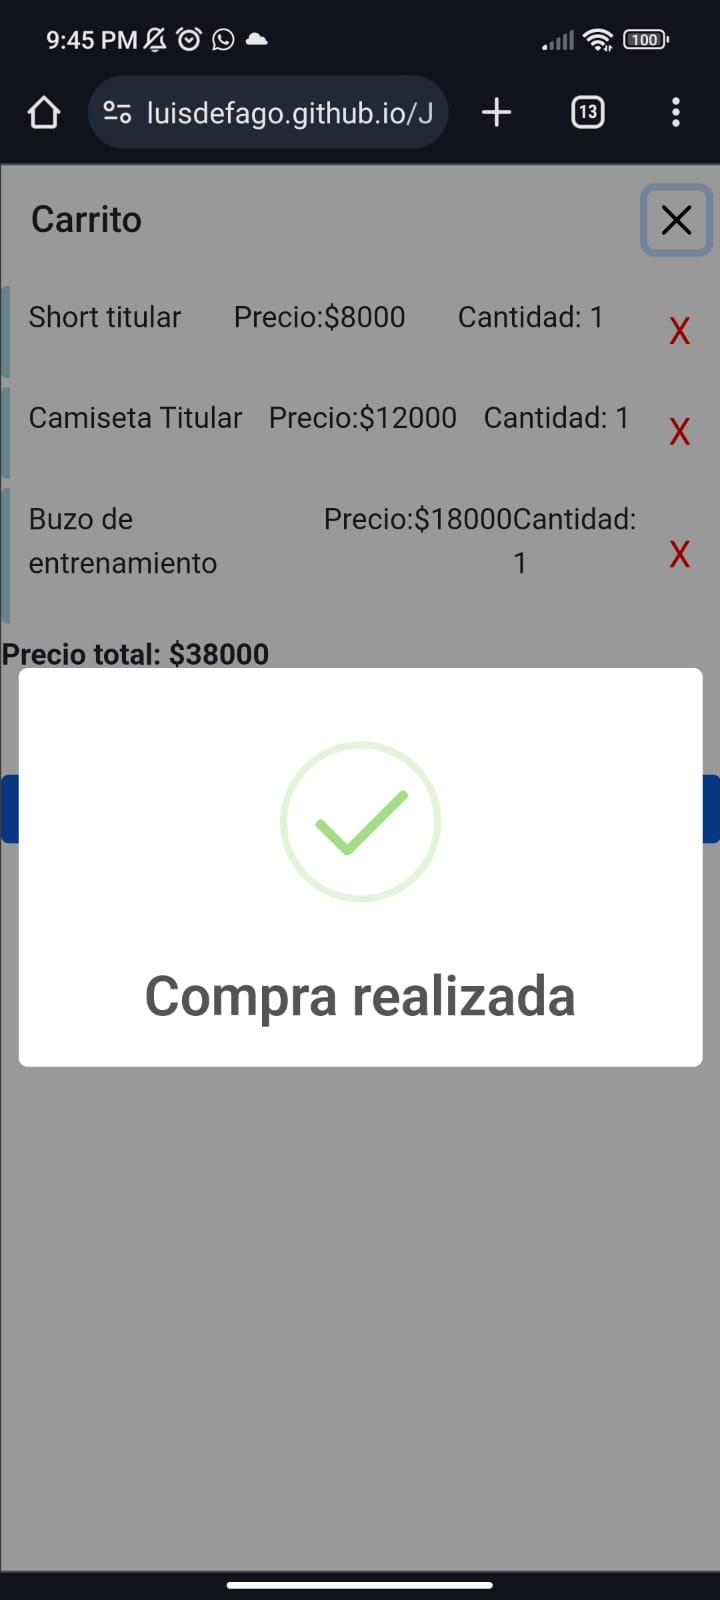 9:45 PM
100
luisdefago.github.io/J
13
Carrito
Short titular Precio:$8000 Cantidad: 1 X
Camiseta Titular Precio:$12000 Cantidad: 1 X
Buzo de Precio:$18000Cantidad:
entrenamiento 1 X
Precio total: $38000
Compra realizada